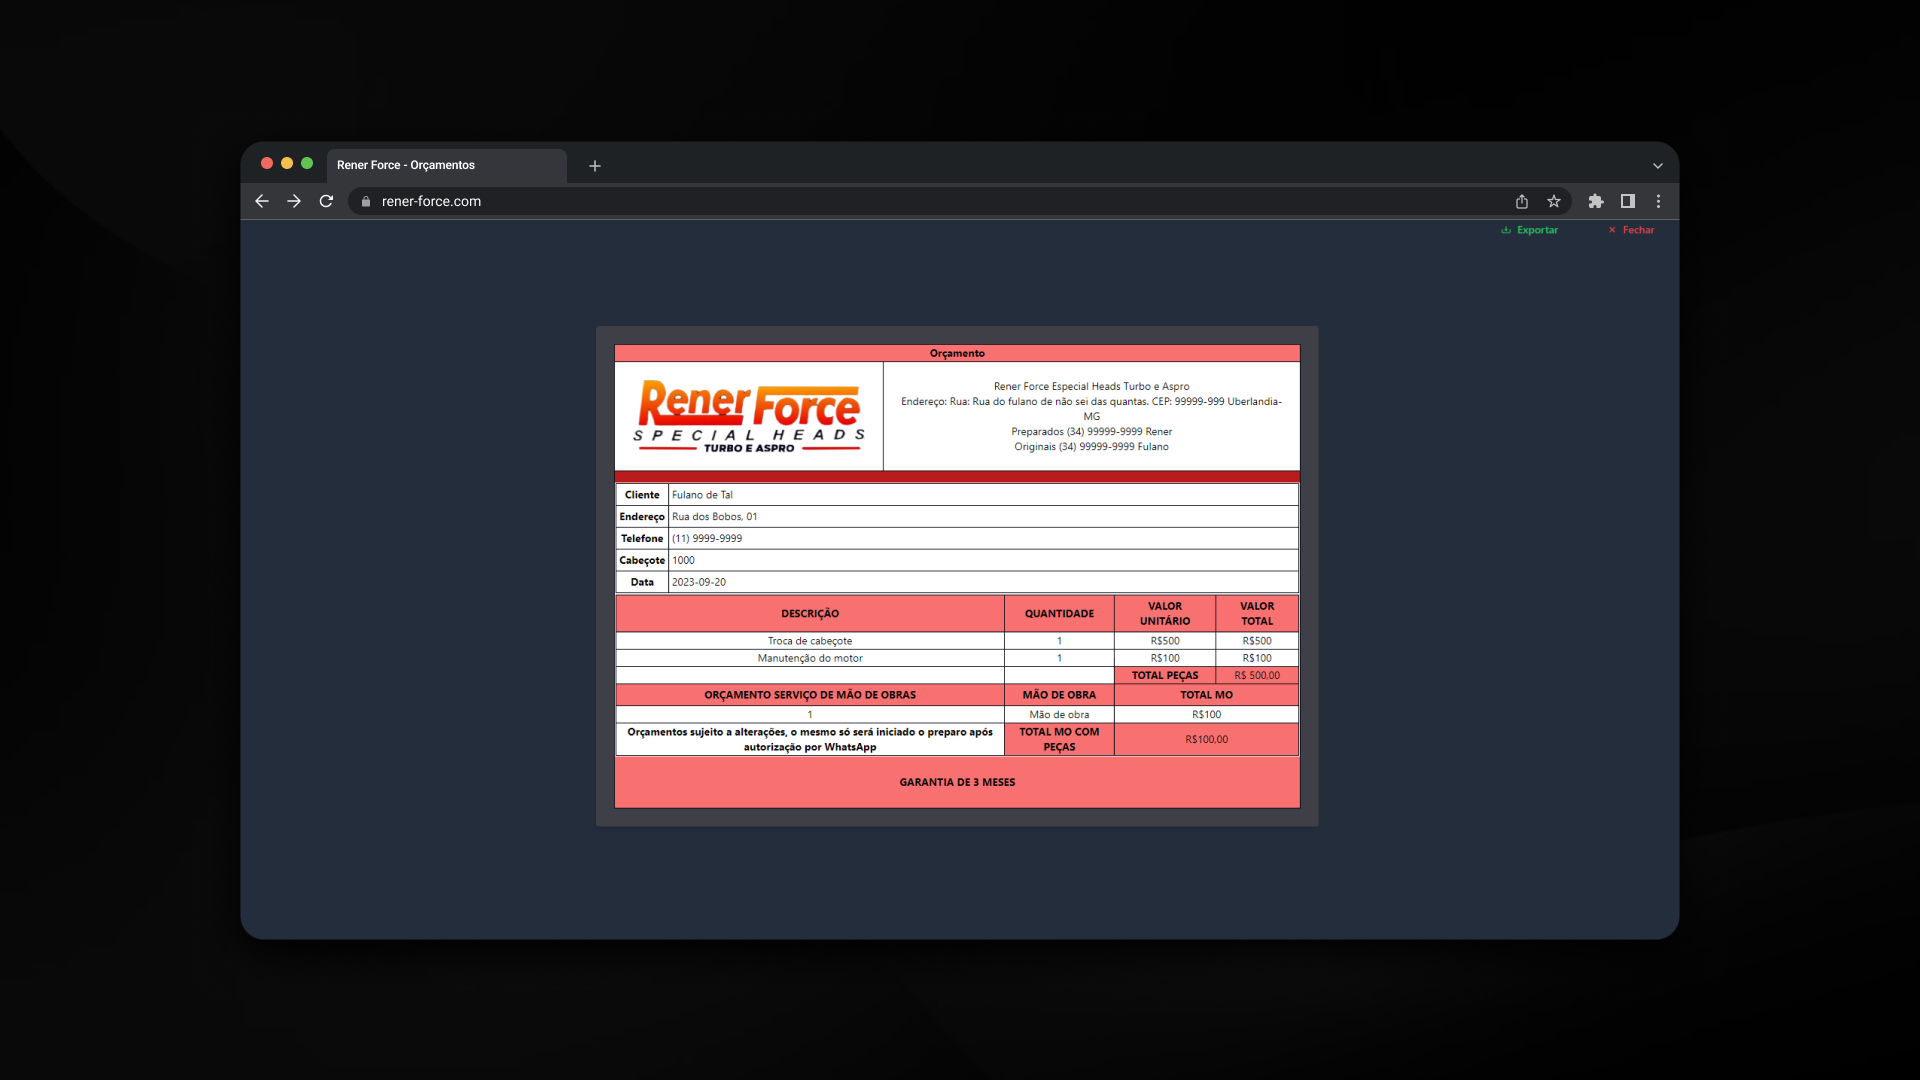 Rener Force - Orçamentos
rener-force.com
Exportar
Fechar
Orçamento
Rener Force
SPECIAL HEADS
TURBO E ASPRO
Rener Force Especial Heads Turbo e Aspro
Endereço: Rua: Rua do fulano de não sei das quantas. CEP: 99999-999 Uberlandia-
MG
Preparados (34) 99999-9999 Rener
Originais (34) 99999-9999 Fulano
Cliente Fulano de Tal
Endereço Rua dos Bobos, 01
Telefone (11) 9999-9999
Cabeçote 1000
Data 2023-09-20
DESCRIÇÃO QUANTIDADE VALOR UNITÁRIO VALOR TOTAL
Troca de cabeçote 1 R$500 R$500
Manutenção do motor 1 R$100 R$100
TOTAL PEÇAS R$ 500,00
ORÇAMENTO SERVIÇO DE MÃO DE OBRAS MÃO DE OBRA TOTAL MO
1 Mão de obra R$100
Orçamentos sujeito a alterações, o mesmo só será iniciado o preparo após
autorização por WhatsApp
TOTAL MO COM
PEÇAS
R$100,00
GARANTIA DE 3 MESES